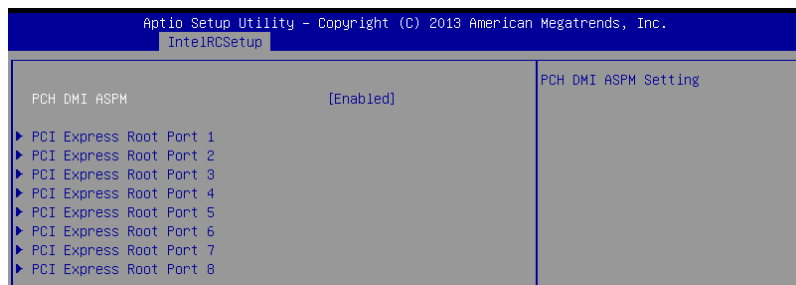 Aptio Setup Utility – Copyright (C) 2013 American Megatrends, Inc.
IntelRCSetup
PCH DMI ASPM [Enabled]
PCI Express Root Port 1
PCI Express Root Port 2
PCI Express Root Port 3
PCI Express Root Port 4
PCI Express Root Port 5
PCI Express Root Port 6
PCI Express Root Port 7
PCI Express Root Port 8
PCH DMI ASPM Setting